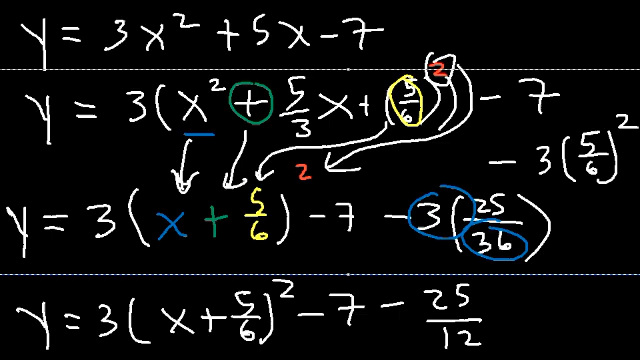 y = 3x² + 5x - 7
y = 3(x² + 5/3 x + (5/6)²) - 7
- 3(5/6)²
y = 3(x + 5/6)² - 7 - 3(25/36)
y = 3(x + 5/6)² - 7 - 25/12